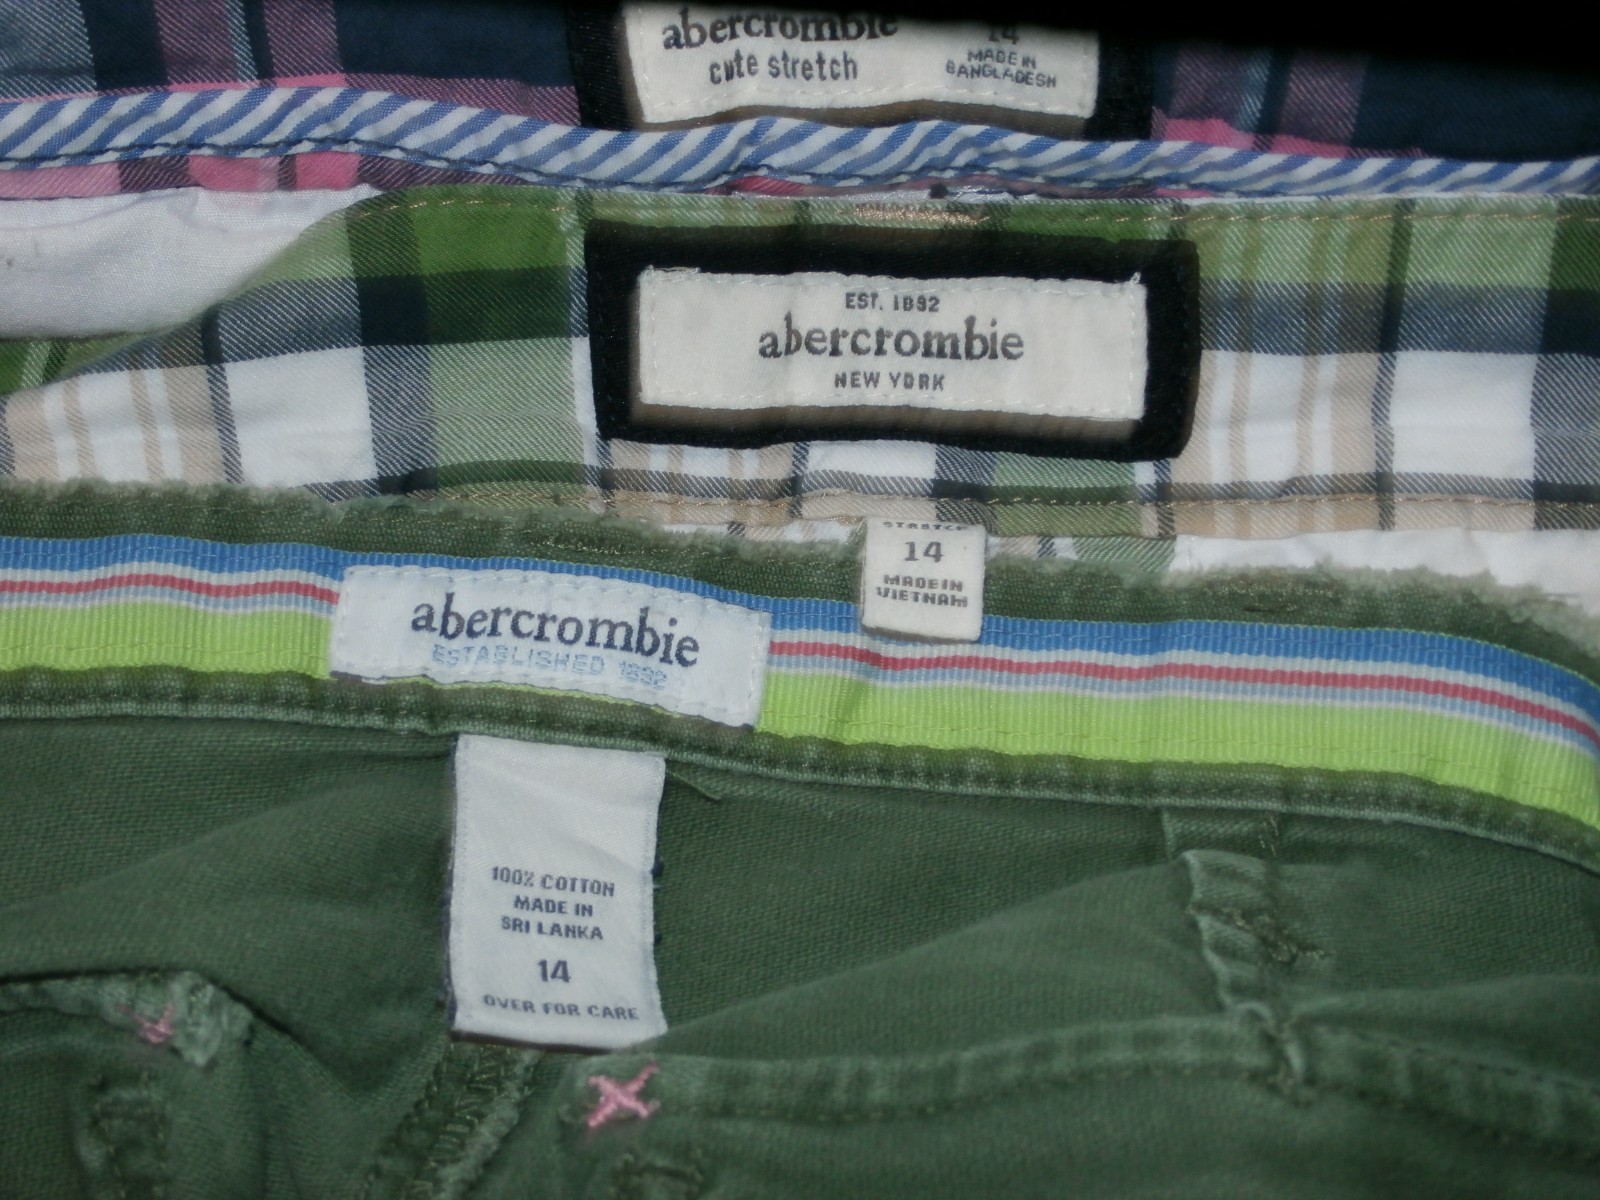 abercrombie
cute stretch
14
MADE IN
BANGLADESH
EST. 1892
abercrombie
NEW YORK
STRETCH
14
MADE IN
VIETNAM
abercrombie
ESTABLISHED 1892
100% COTTON
MADE IN
SRI LANKA
14
OVER FOR CARE